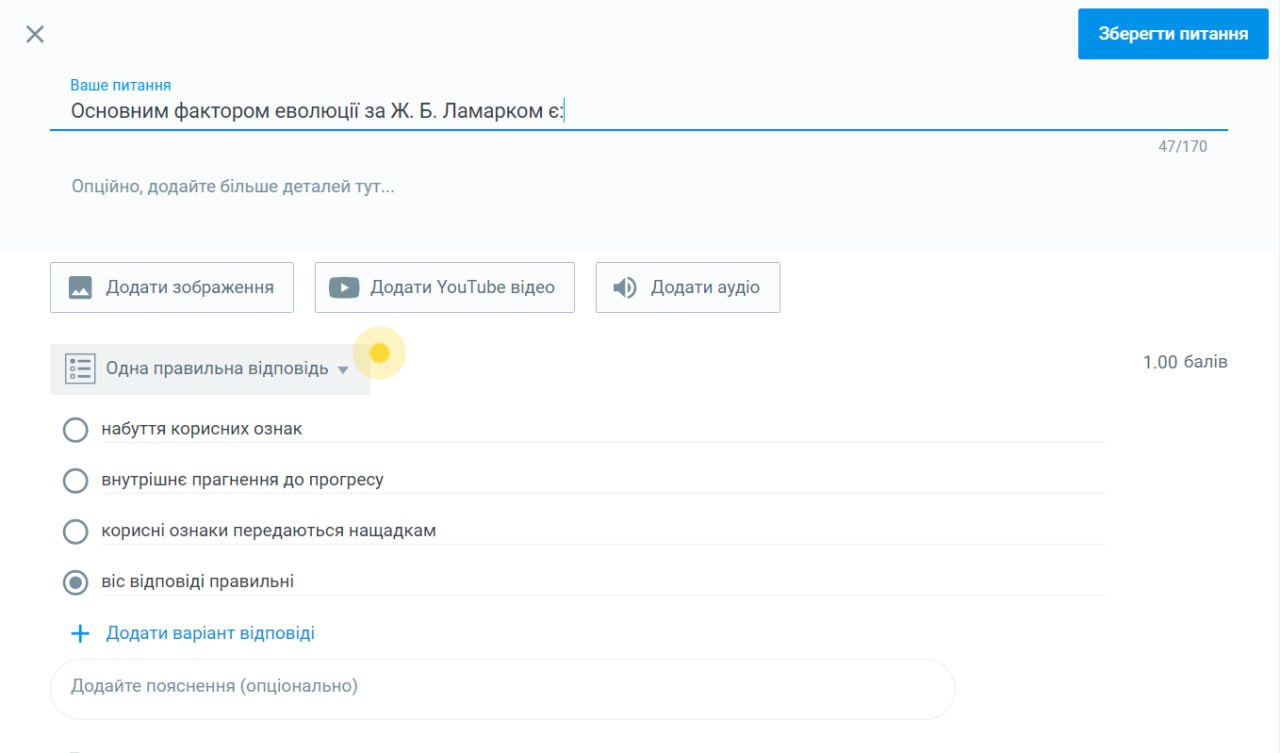 Зберегти питання
Ваше питання
Основним фактором еволюції за Ж. Б. Ламарком є:
47/170
Опційно, додайте більше деталей тут...
Додати зображення
Додати YouTube відео
Додати аудіо
Одна правильна відповідь
1.00 балів
набуття корисних ознак
внутрішнє прагнення до прогресу
корисні ознаки передаються нащадкам
віс відповіді правильні
Додати варіант відповіді
Додайте пояснення (опціонально)